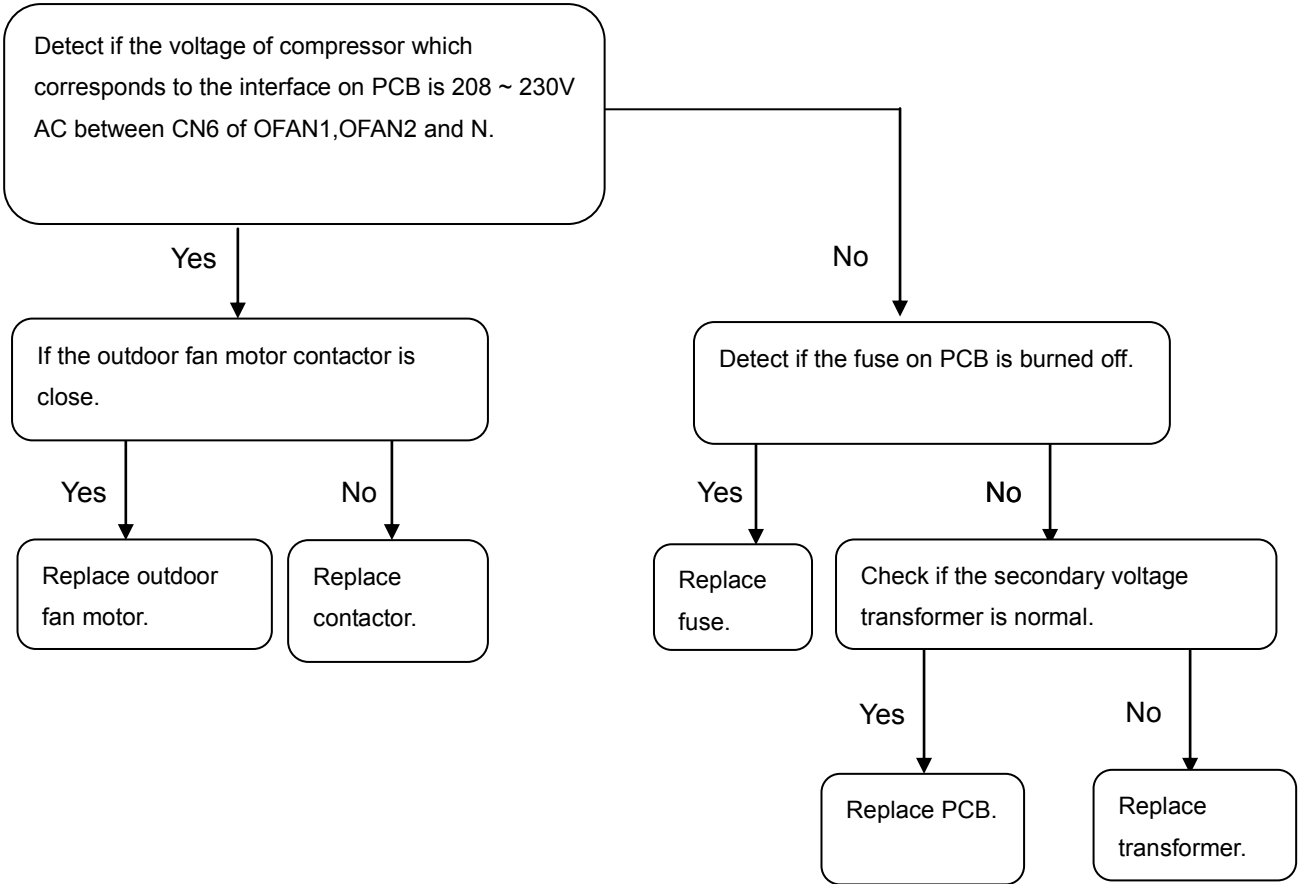 Detect if the voltage of compressor which
corresponds to the interface on PCB is 208 ~ 230V
AC between CN6 of OFAN1,OFAN2 and N.
Yes
No
If the outdoor fan motor contactor is
close.
Detect if the fuse on PCB is burned off.
Yes
No
Yes
No
Replace outdoor
fan motor.
Replace
contactor.
Replace
fuse.
Check if the secondary voltage
transformer is normal.
Yes
No
Replace PCB.
Replace
transformer.